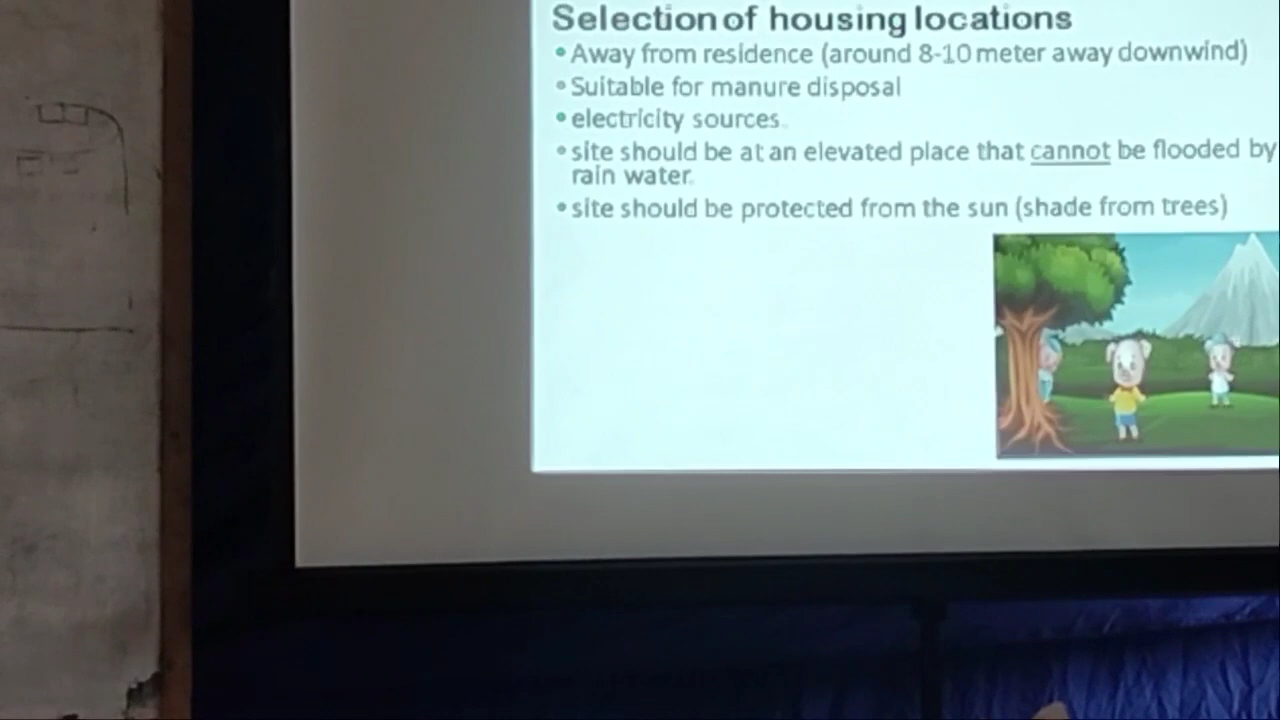 Selection of housing locations
• Away from residence (around 8-10 meter away downwind)
• Suitable for manure disposal
• electricity sources.
• site should be at an elevated place that cannot be flooded by
rain water.
• site should be protected from the sun (shade from trees)